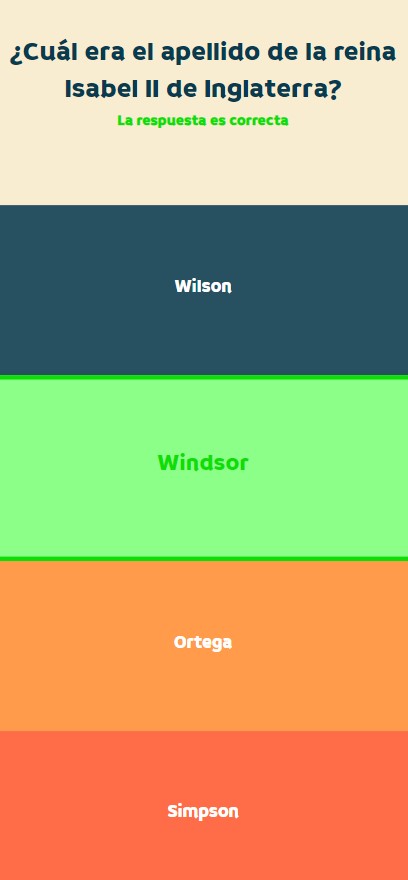 ¿Cuál era el apellido de la reina
Isabel II de Inglaterra?
La respuesta es correcta
Wilson
Windsor
Ortega
Simpson